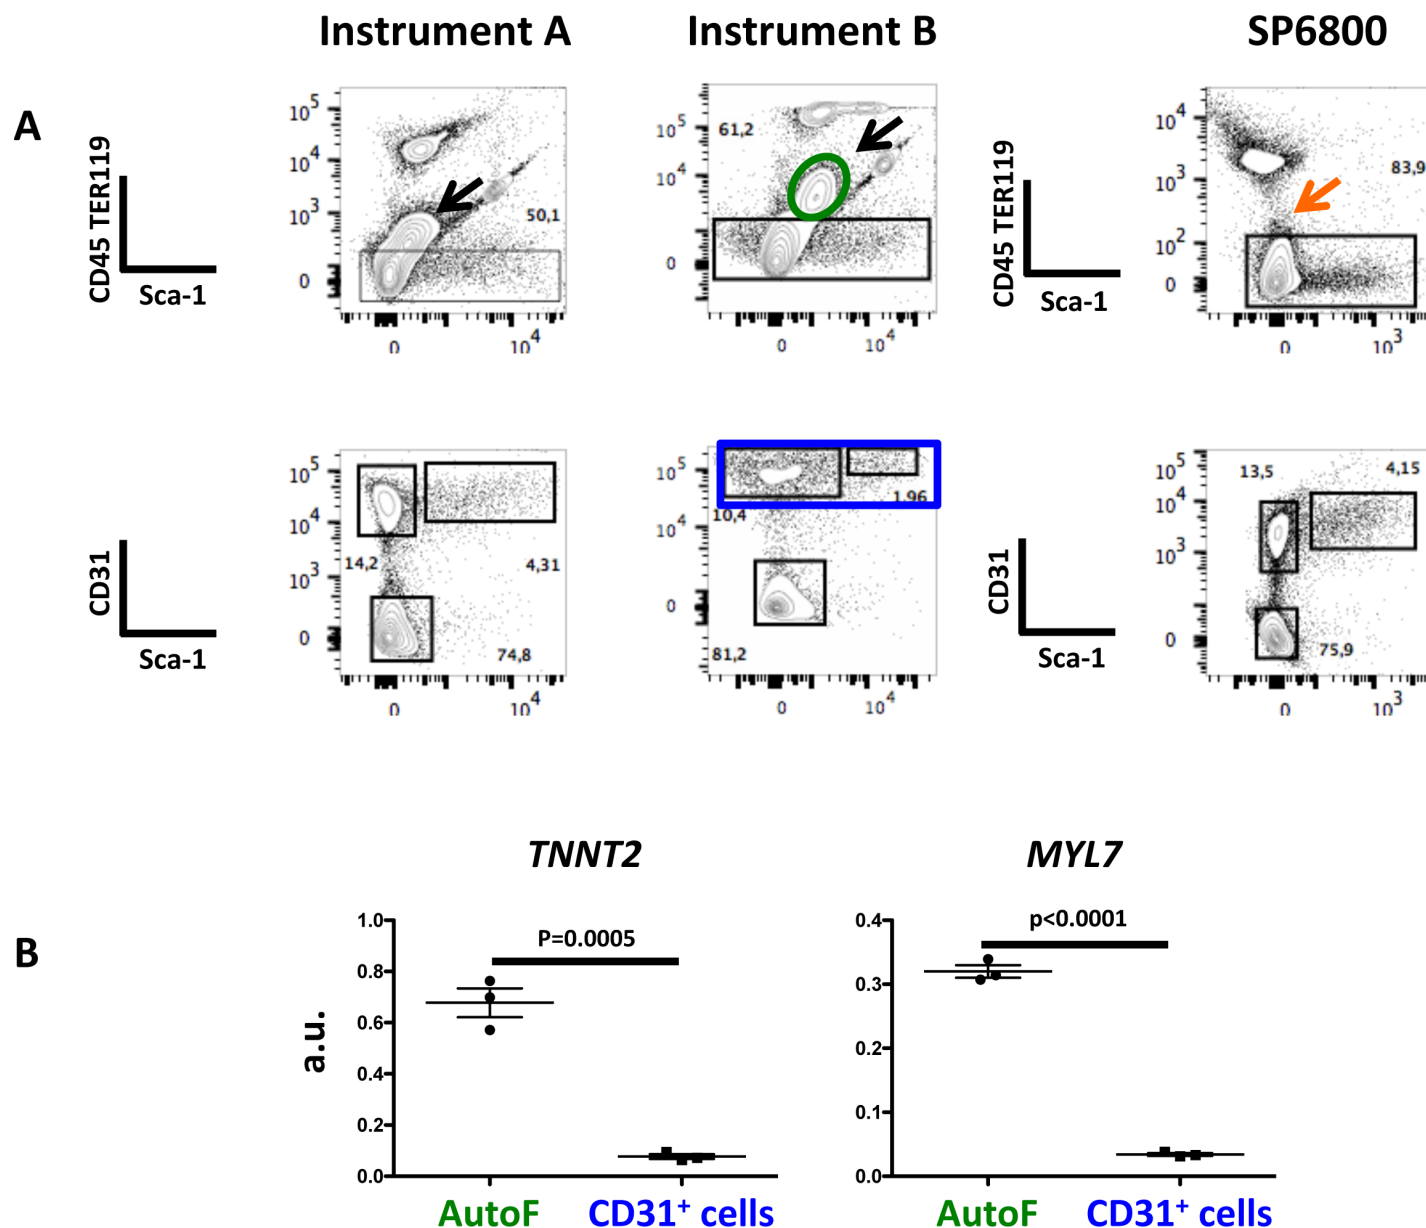 Instrument A
Instrument B
SP6800
A
CD45 TER119
Sca-1
10^5
10^4
10^3
0
50,1
0
10^4
10^5
10^4
0
61,2
0
10^4
CD45 TER119
Sca-1
10^4
10^3
10^2
0
83,9
0
10^3
CD31
Sca-1
10^5
10^4
10^3
0
14,2
4,31
74,8
0
10^4
10^5
10^4
0
1,96
10,4
81,2
0
10^4
CD31
Sca-1
10^5
10^4
10^3
0
13,5
4,15
75,9
0
10^3
B
TNNT2
a.u.
1.0
0.8
0.6
0.4
0.2
0.0
P=0.0005
AutoF
CD31+ cells
MYL7
0.4
0.3
0.2
0.1
0.0
p<0.0001
AutoF
CD31+ cells